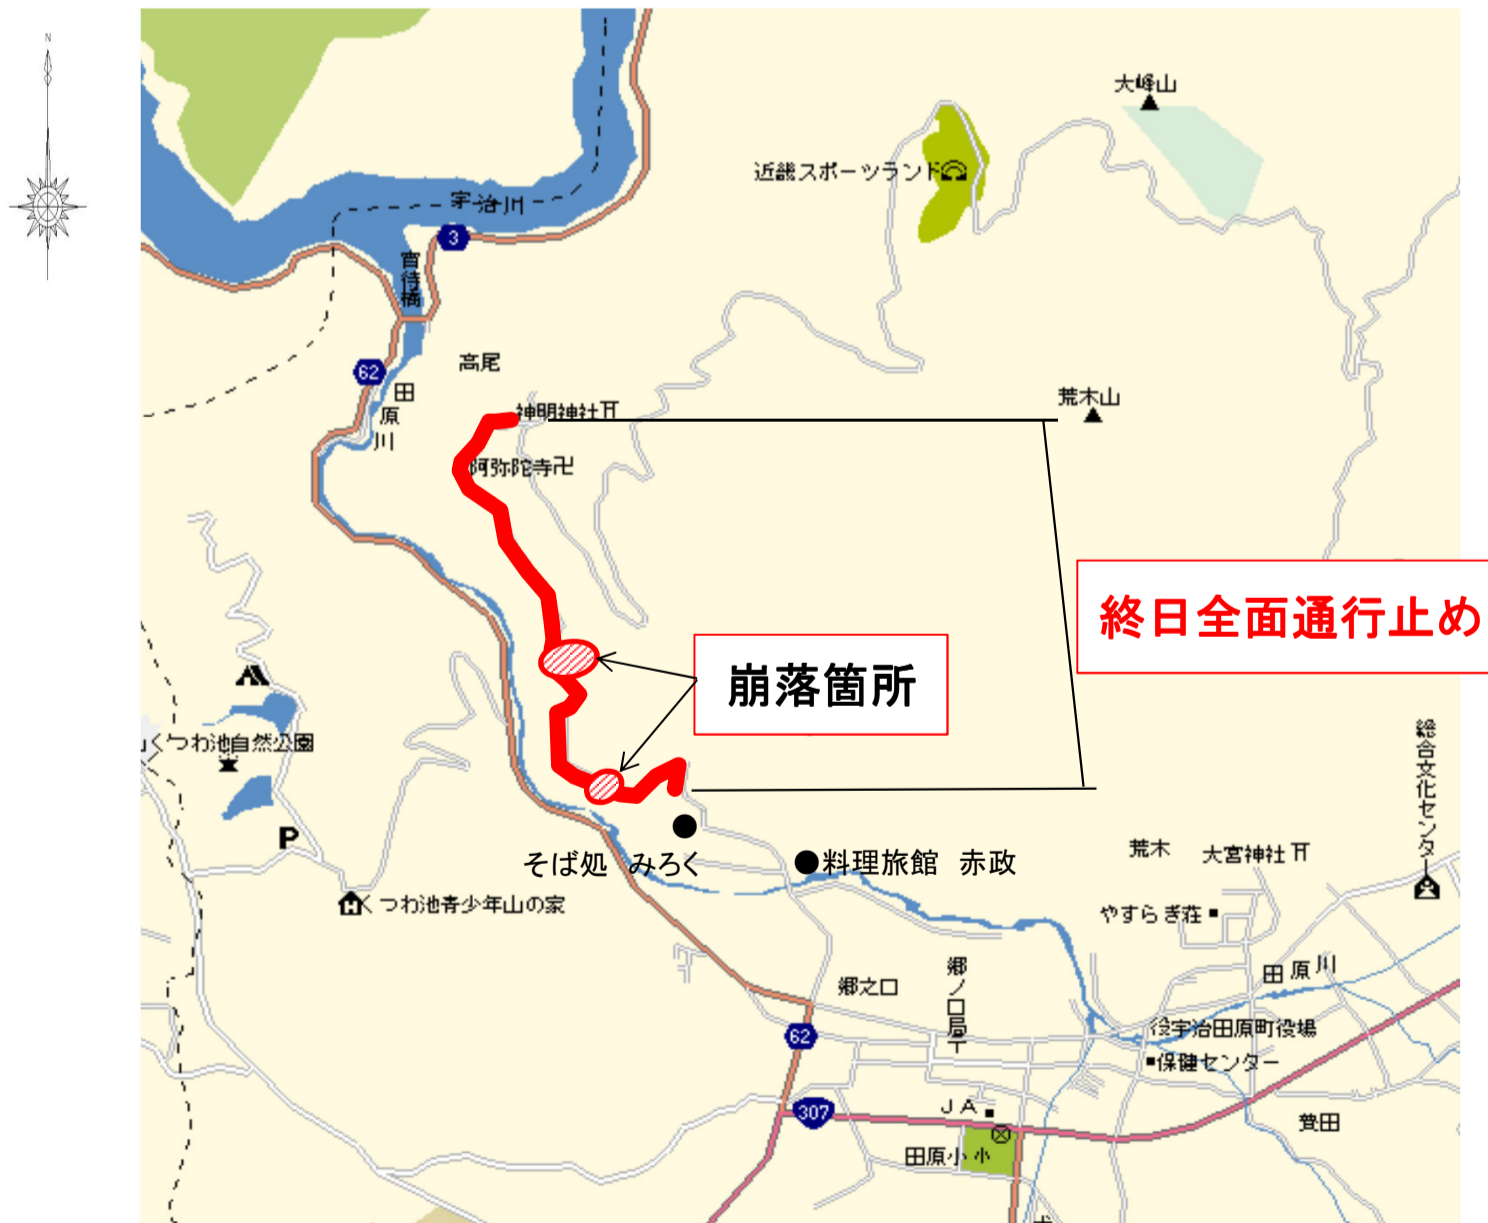 N
大峰山
近畿スポーツランド
宇治川
3
宵待橋
62
高尾
田原川
神明神社
荒木山
阿弥陀寺
終日全面通行止め
崩落箇所
くつわ池自然公園
総合文化センター
P
そば処 みろく
料理旅館 赤政
荒木
大宮神社
くつわ池青少年山の家
やすらぎ荘
郷之口
郷ノ口局
田原川
62
役宇治田原町役場
保健センター
307
JA
田原小
小